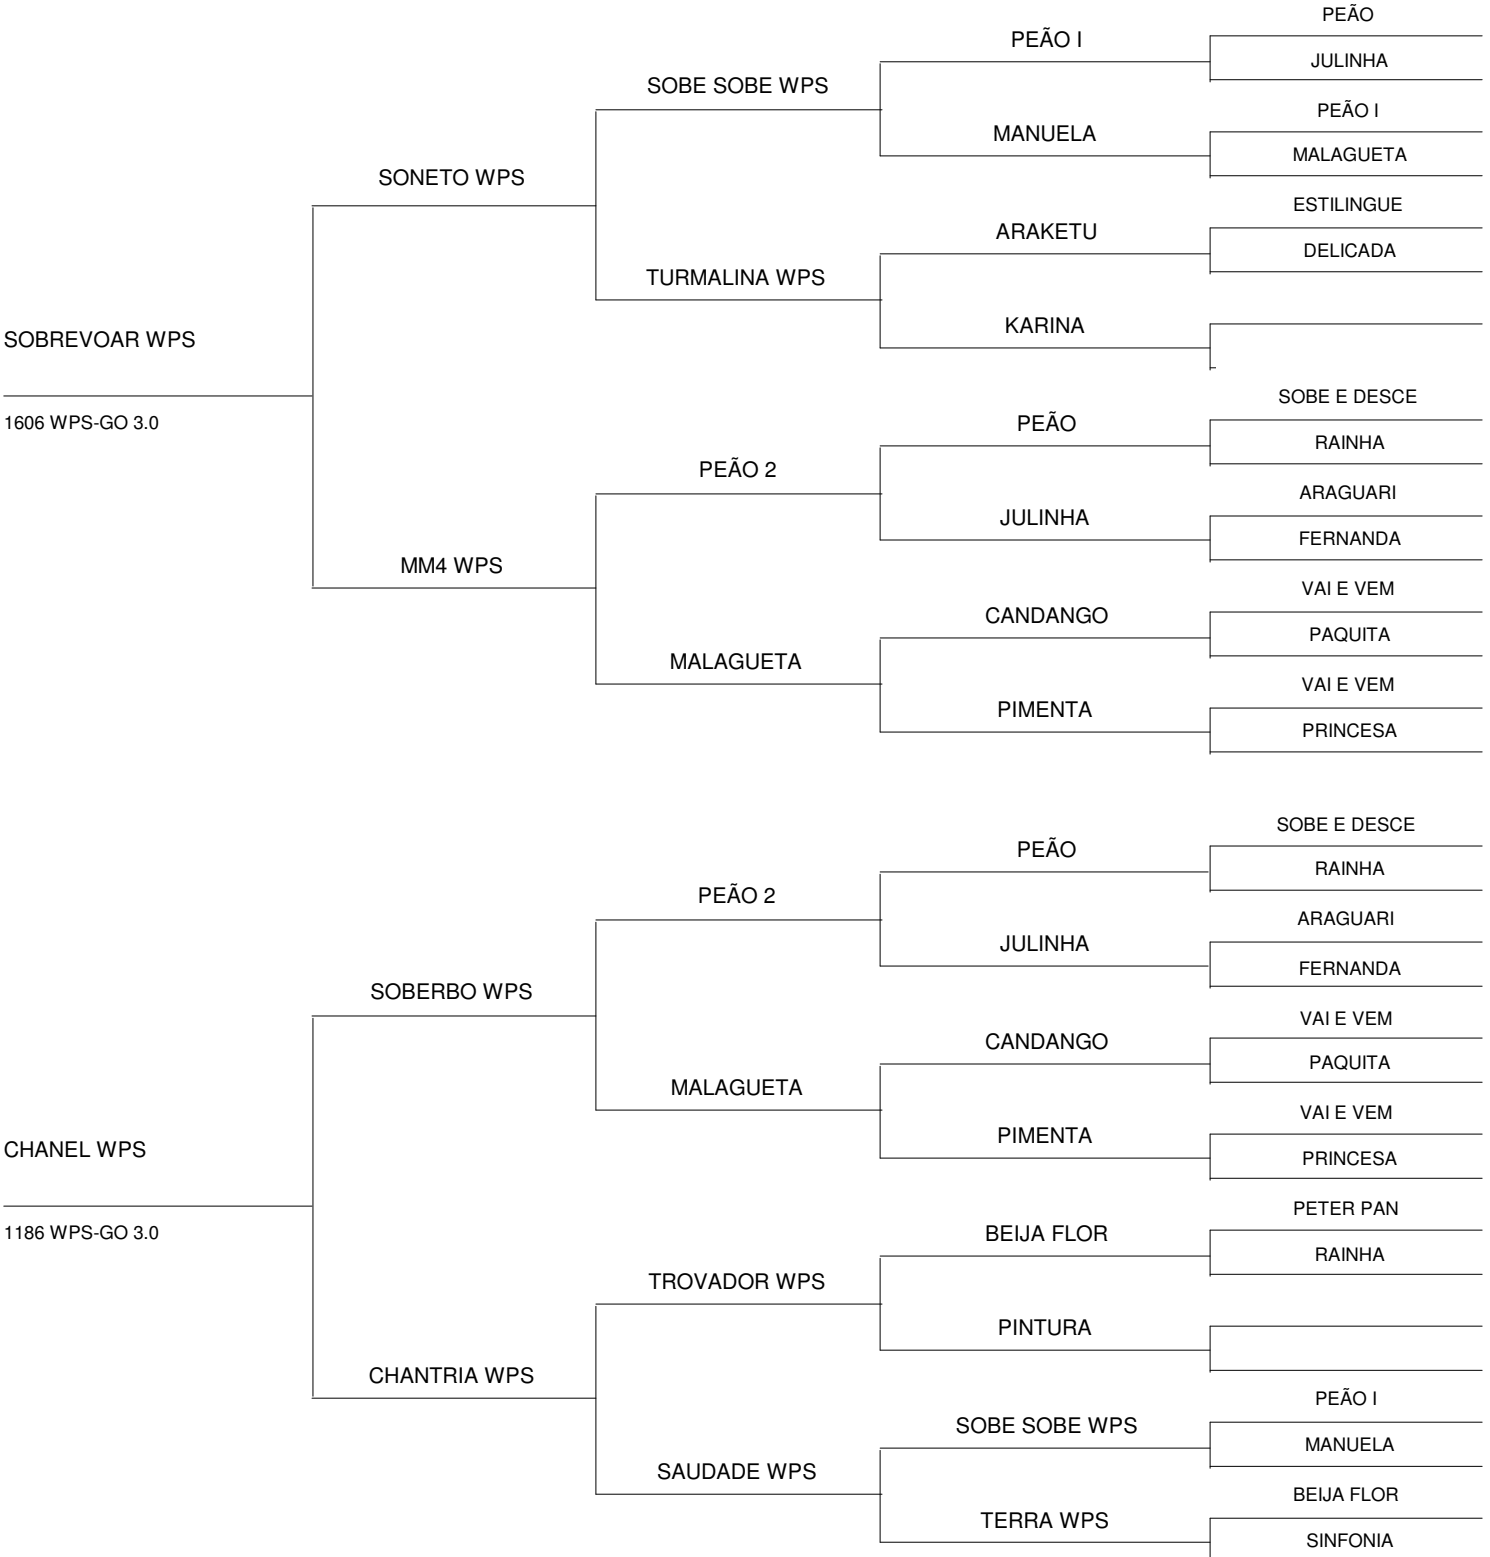 PEÃO
PEÃO I
JULINHA
SOBE SOBE WPS
PEÃO I
MANUELA
MALAGUETA
SONETO WPS
ESTILINGUE
ARAKETU
DELICADA
TURMALINA WPS
KARINA
SOBREVOAR WPS
1606 WPS-GO 3.0
SOBE E DESCE
PEÃO
RAINHA
PEÃO 2
ARAGUARI
JULINHA
FERNANDA
MM4 WPS
VAI E VEM
CANDANGO
PAQUITA
MALAGUETA
VAI E VEM
PIMENTA
PRINCESA
SOBE E DESCE
PEÃO
RAINHA
PEÃO 2
ARAGUARI
JULINHA
FERNANDA
SOBERBO WPS
VAI E VEM
CANDANGO
PAQUITA
MALAGUETA
VAI E VEM
PIMENTA
PRINCESA
CHANEL WPS
1186 WPS-GO 3.0
PETER PAN
BEIJA FLOR
RAINHA
TROVADOR WPS
PINTURA
CHANTRIA WPS
PEÃO I
SOBE SOBE WPS
MANUELA
SAUDADE WPS
BEIJA FLOR
TERRA WPS
SINFONIA